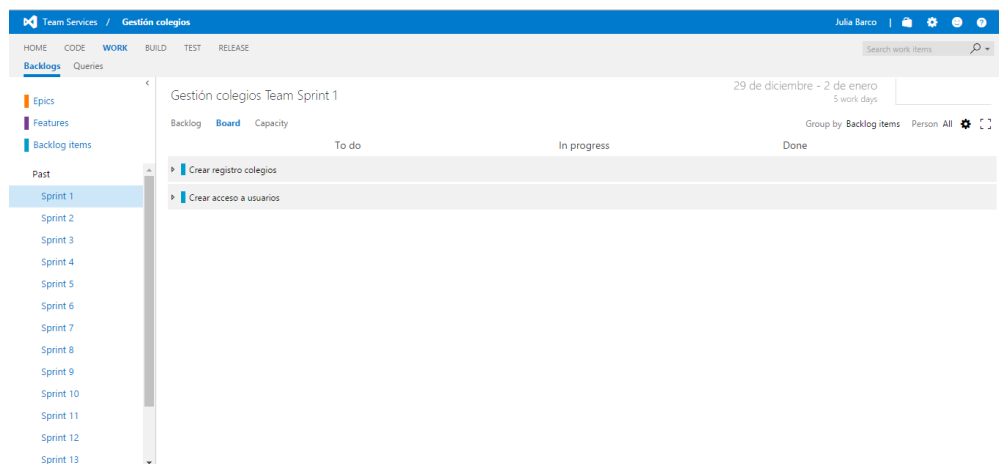 Team Services / Gestión colegios Julia Barco |
HOME CODE WORK BUILD TEST RELEASE Search work items
Backlogs Queries
Epics
Features
Backlog items
Past
Sprint 1
Sprint 2
Sprint 3
Sprint 4
Sprint 5
Sprint 6
Sprint 7
Sprint 8
Sprint 9
Sprint 10
Sprint 11
Sprint 12
Sprint 13
Gestión colegios Team Sprint 1
29 de diciembre - 2 de enero
5 work days
Backlog Board Capacity
Group by Backlog items Person All
To do In progress Done
Crear registro colegios
Crear acceso a usuarios